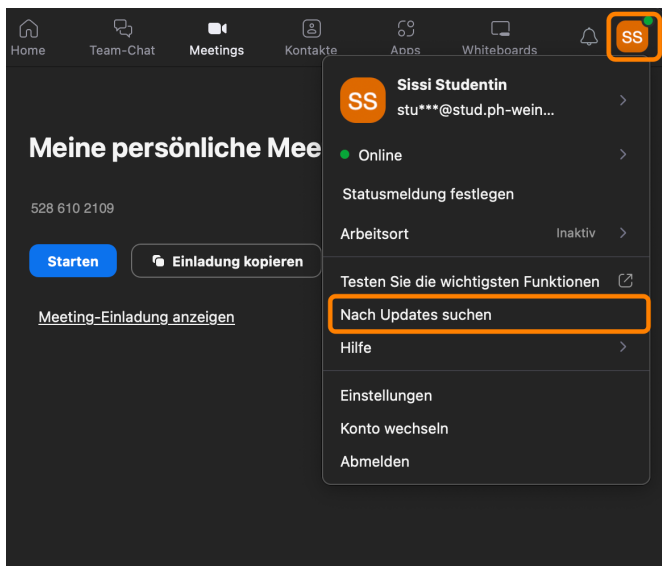 Home Team-Chat Meetings Kontakte Apps Whiteboards SS
SS
Sissi Studentin
stu***@stud.ph-wein...
Meine persönliche Mee
Online
Statusmeldung festlegen
528 610 2109
Arbeitsort Inaktiv
Starten Einladung kopieren
Testen Sie die wichtigsten Funktionen
Meeting-Einladung anzeigen
Nach Updates suchen
Hilfe
Einstellungen
Konto wechseln
Abmelden